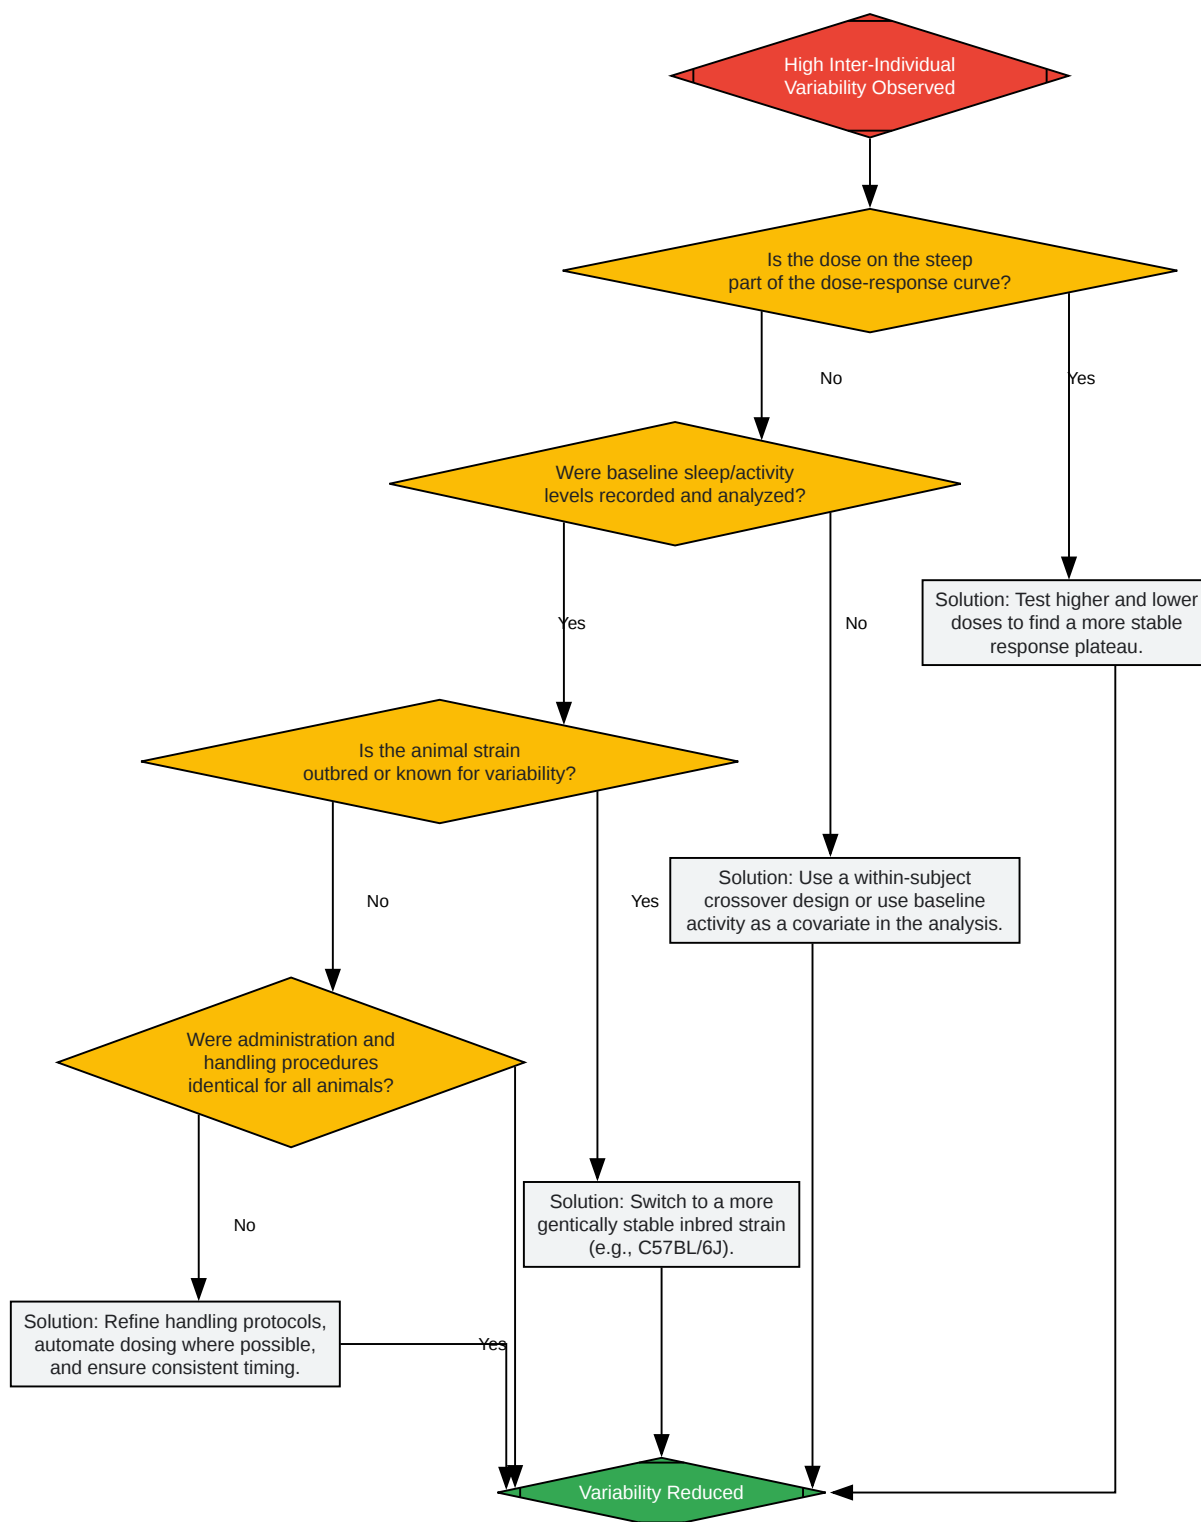 High Inter-Individual
Variability Observed
Is the dose on the steep
part of the dose-response curve?
No
Yes
Were baseline sleep/activity
levels recorded and analyzed?
Solution: Test higher and lower
doses to find a more stable
response plateau.
Yes
No
Is the animal strain
outbred or known for variability?
Solution: Use a within-subject
crossover design or use baseline
activity as a covariate in the analysis.
No
Yes
Were administration and
handling procedures
identical for all animals?
Solution: Switch to a more
gentically stable inbred strain
(e.g., C57BL/6J).
No
Solution: Refine handling protocols,
automate dosing where possible,
and ensure consistent timing.
Yes
Variability Reduced